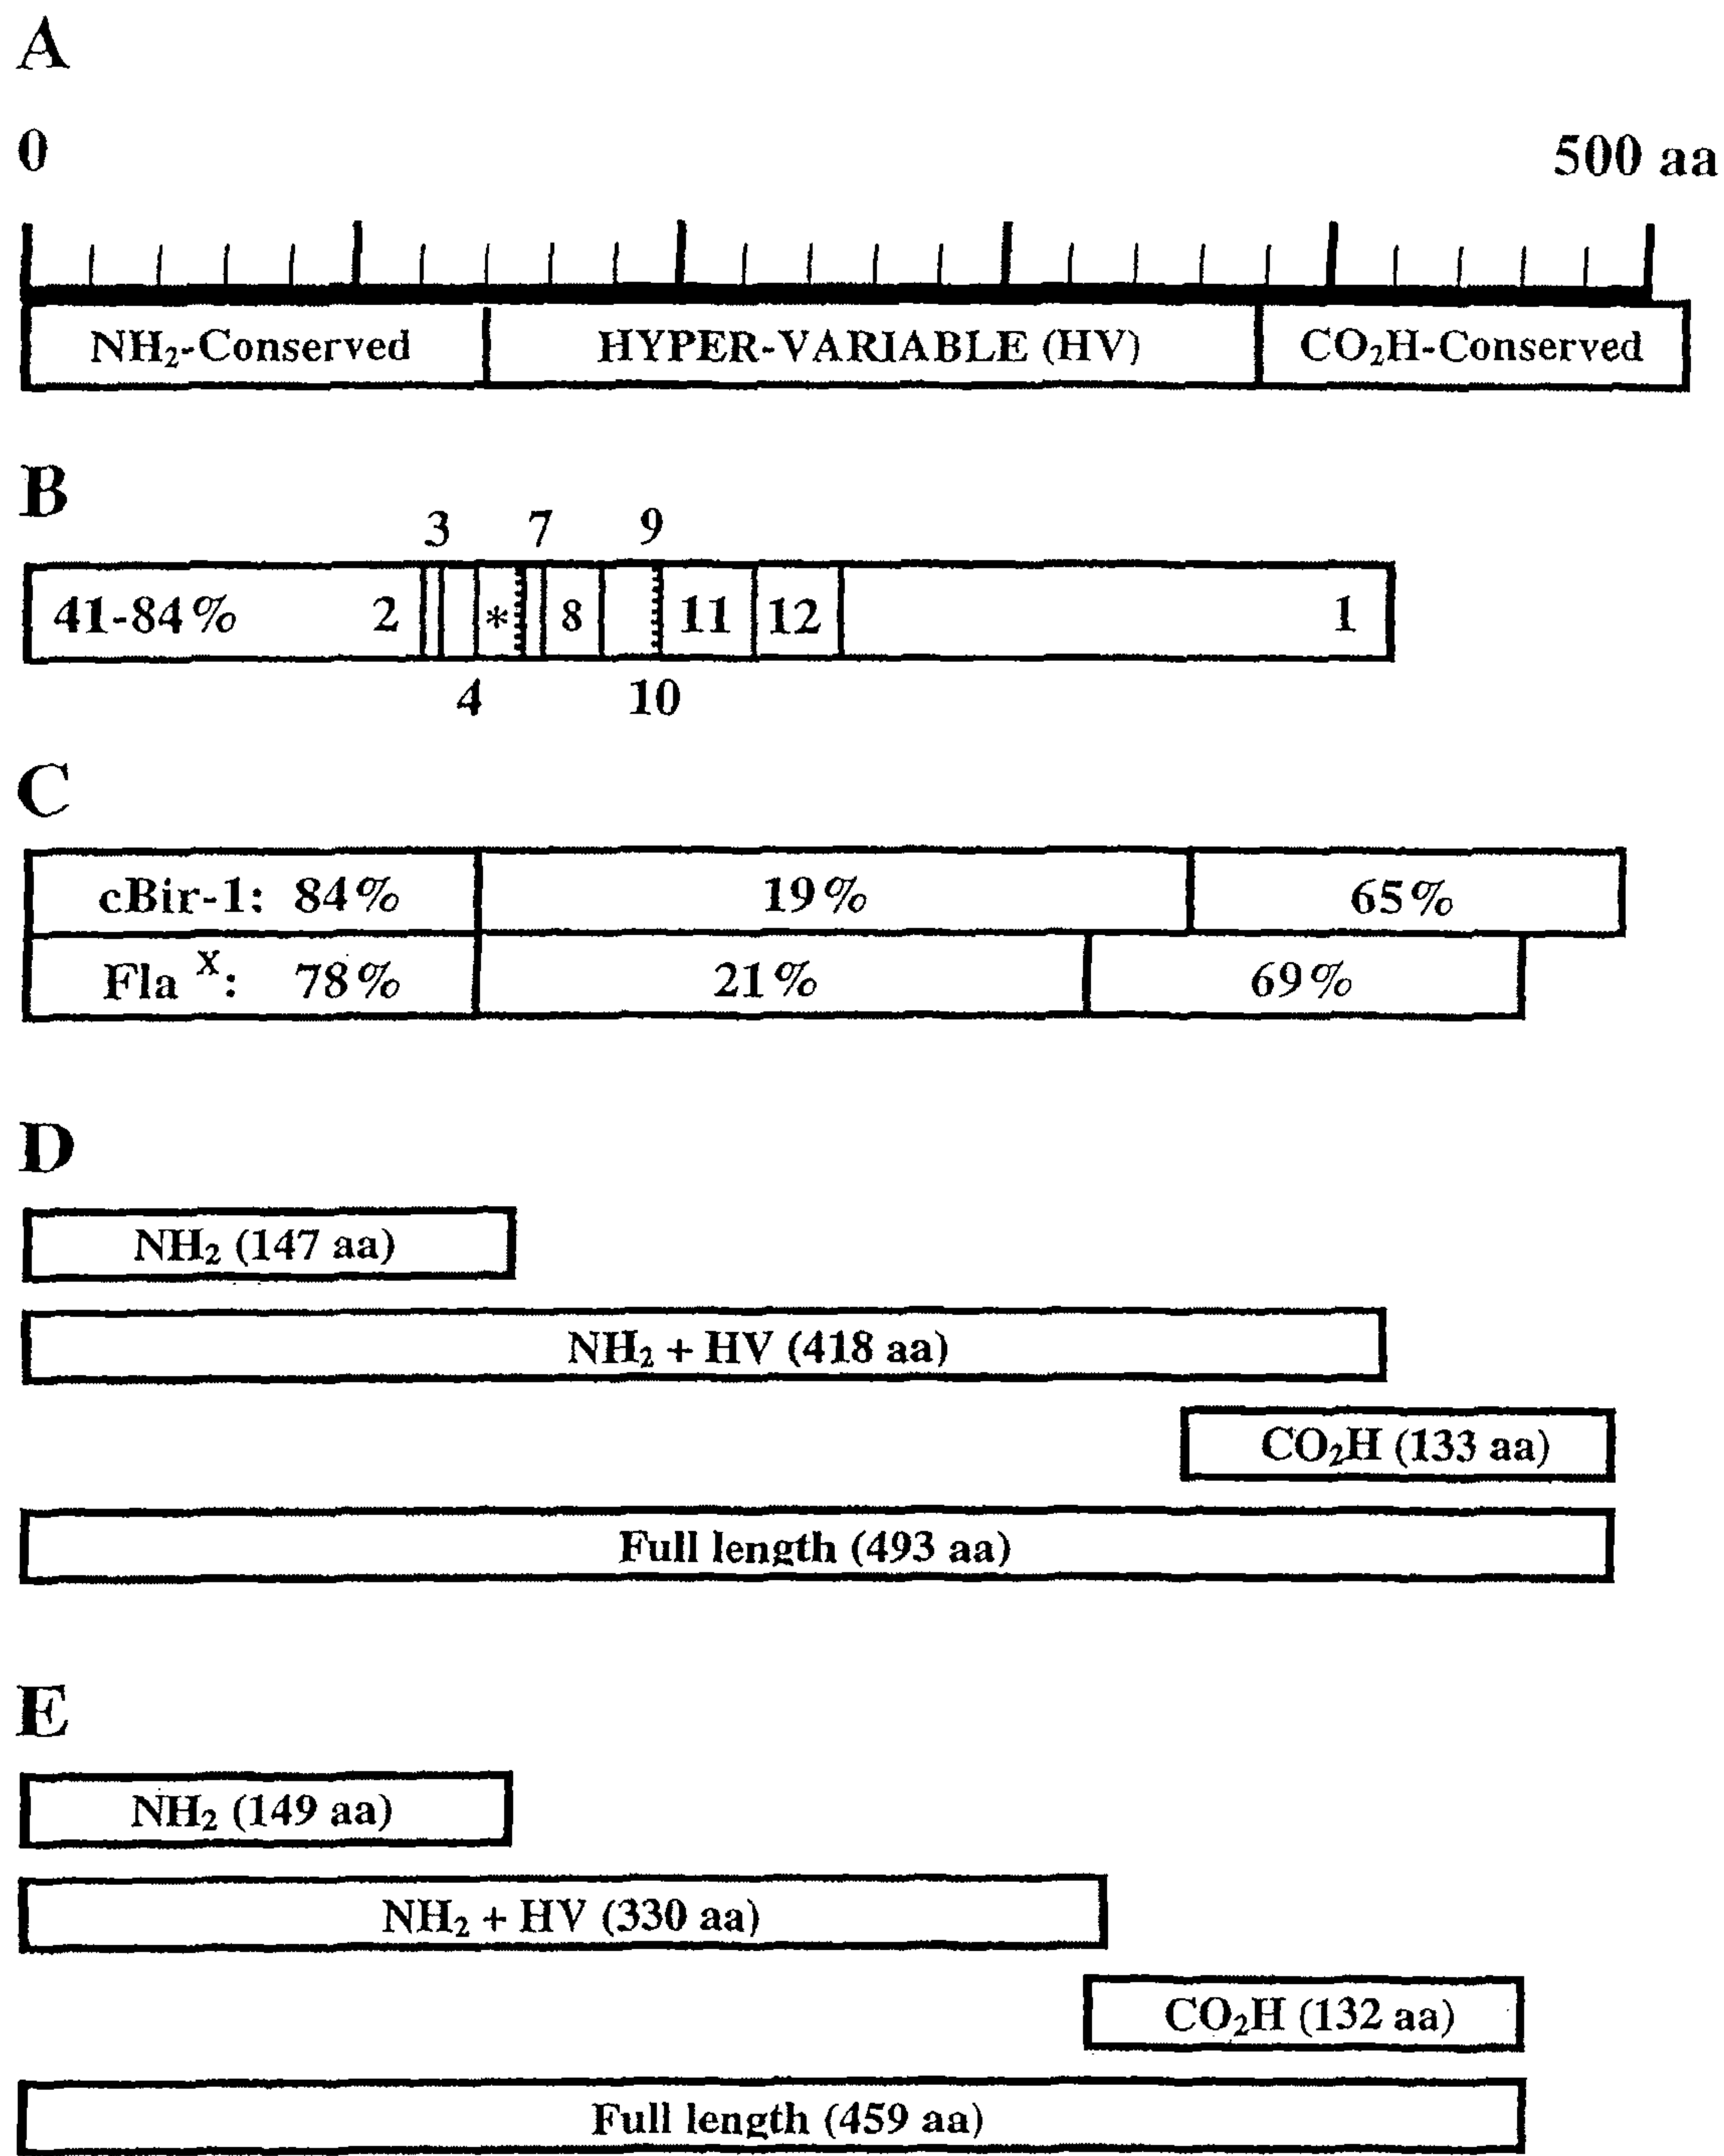 A
0 500 aa
NH₂-Conserved HYPER-VARIABLE (HV) CO₂H-Conserved
B
3 7 9
41-84% 2 * 8 11 12 1
4 10
C
cBir-1: 84% 19% 65%
Fla ˣ: 78% 21% 69%
D
NH₂ (147 aa)
NH₂ + HV (418 aa)
CO₂H (133 aa)
Full length (493 aa)
E
NH₂ (149 aa)
NH₂ + HV (330 aa)
CO₂H (132 aa)
Full length (459 aa)